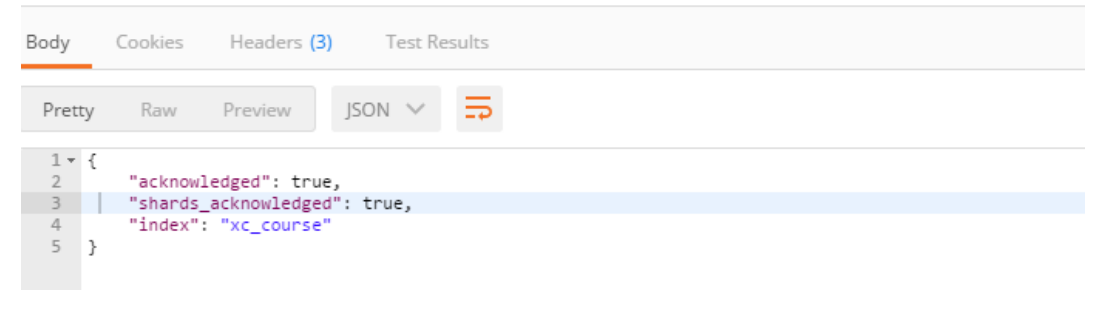 Body Cookies Headers (3) Test Results
Pretty Raw Preview JSON
1 {
2 "acknowledged": true,
3 "shards_acknowledged": true,
4 "index": "xc_course"
5 }